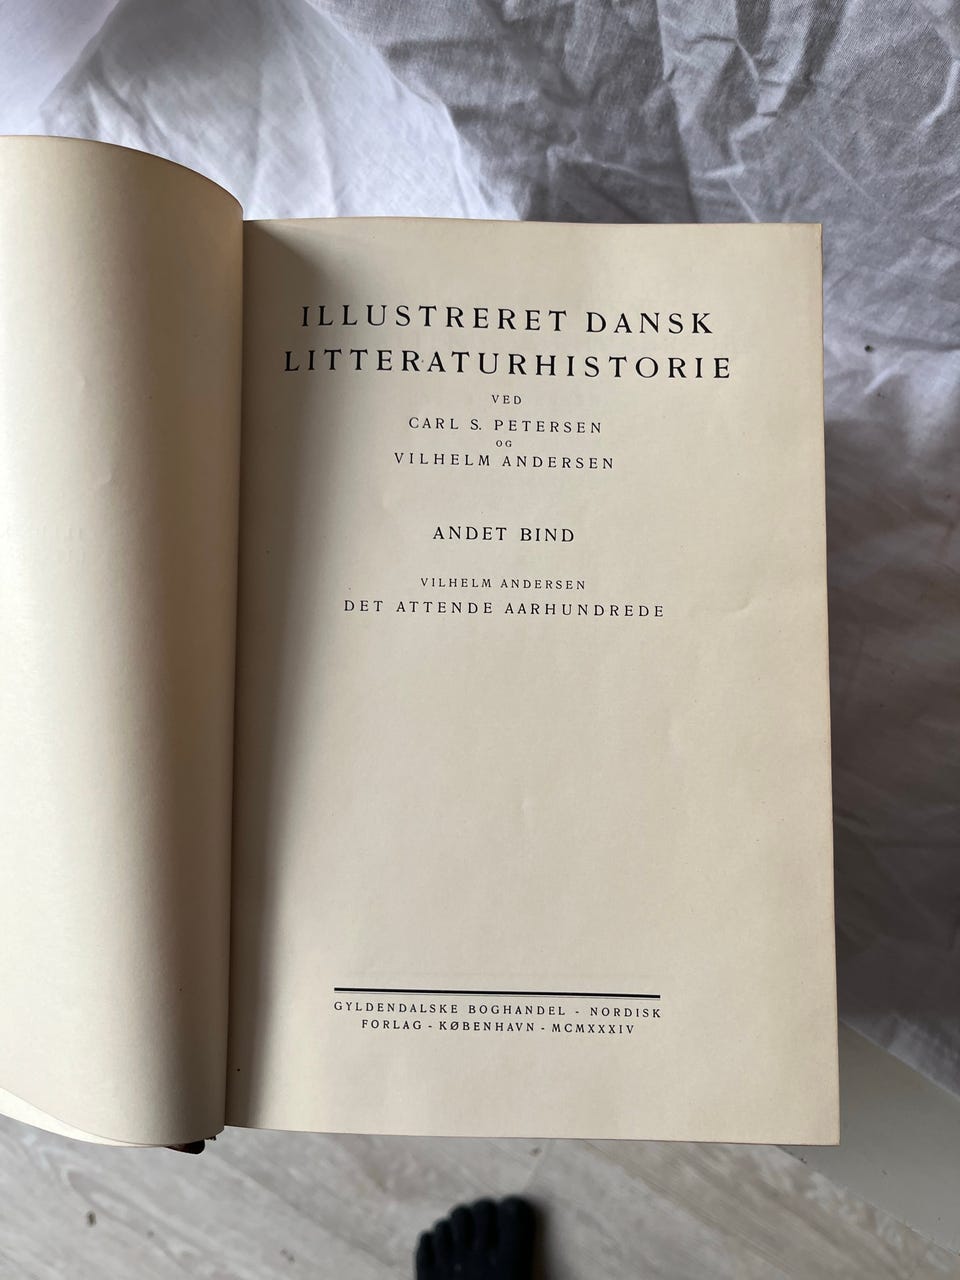 ILLUSTRERET DANSK
LITTERATURHISTORIE
VED
CARL S. PETERSEN
OG
VILHELM ANDERSEN
ANDET BIND
VILHELM ANDERSEN
DET ATTENDE AARHUNDREDE
GYLDENDALSKE BOGHANDEL - NORDISK
FORLAG - KØBENHAVN - MCMXXXIV